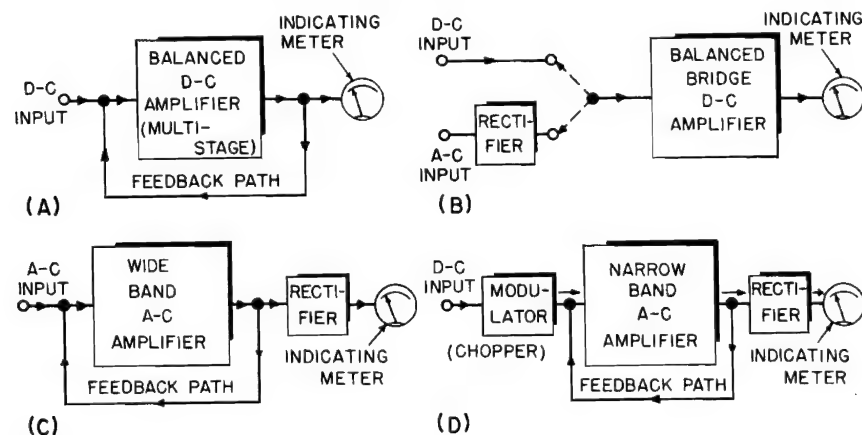 D-C
INPUT
BALANCED
D-C
AMPLIFIER
(MULTI-
STAGE)
INDICATING
METER
FEEDBACK PATH
(A)
D-C
INPUT
A-C
INPUT
RECTI-
FIER
BALANCED
BRIDGE
D-C
AMPLIFIER
INDICATING
METER
(B)
A-C
INPUT
WIDE
BAND
A-C
AMPLIFIER
RECTI-
FIER
INDICATING
METER
FEEDBACK PATH
(C)
D-C
INPUT
MODU-
LATOR
(CHOPPER)
NARROW
BAND
A-C
AMPLIFIER
RECTI-
FIER
INDICATING
METER
FEEDBACK PATH
(D)